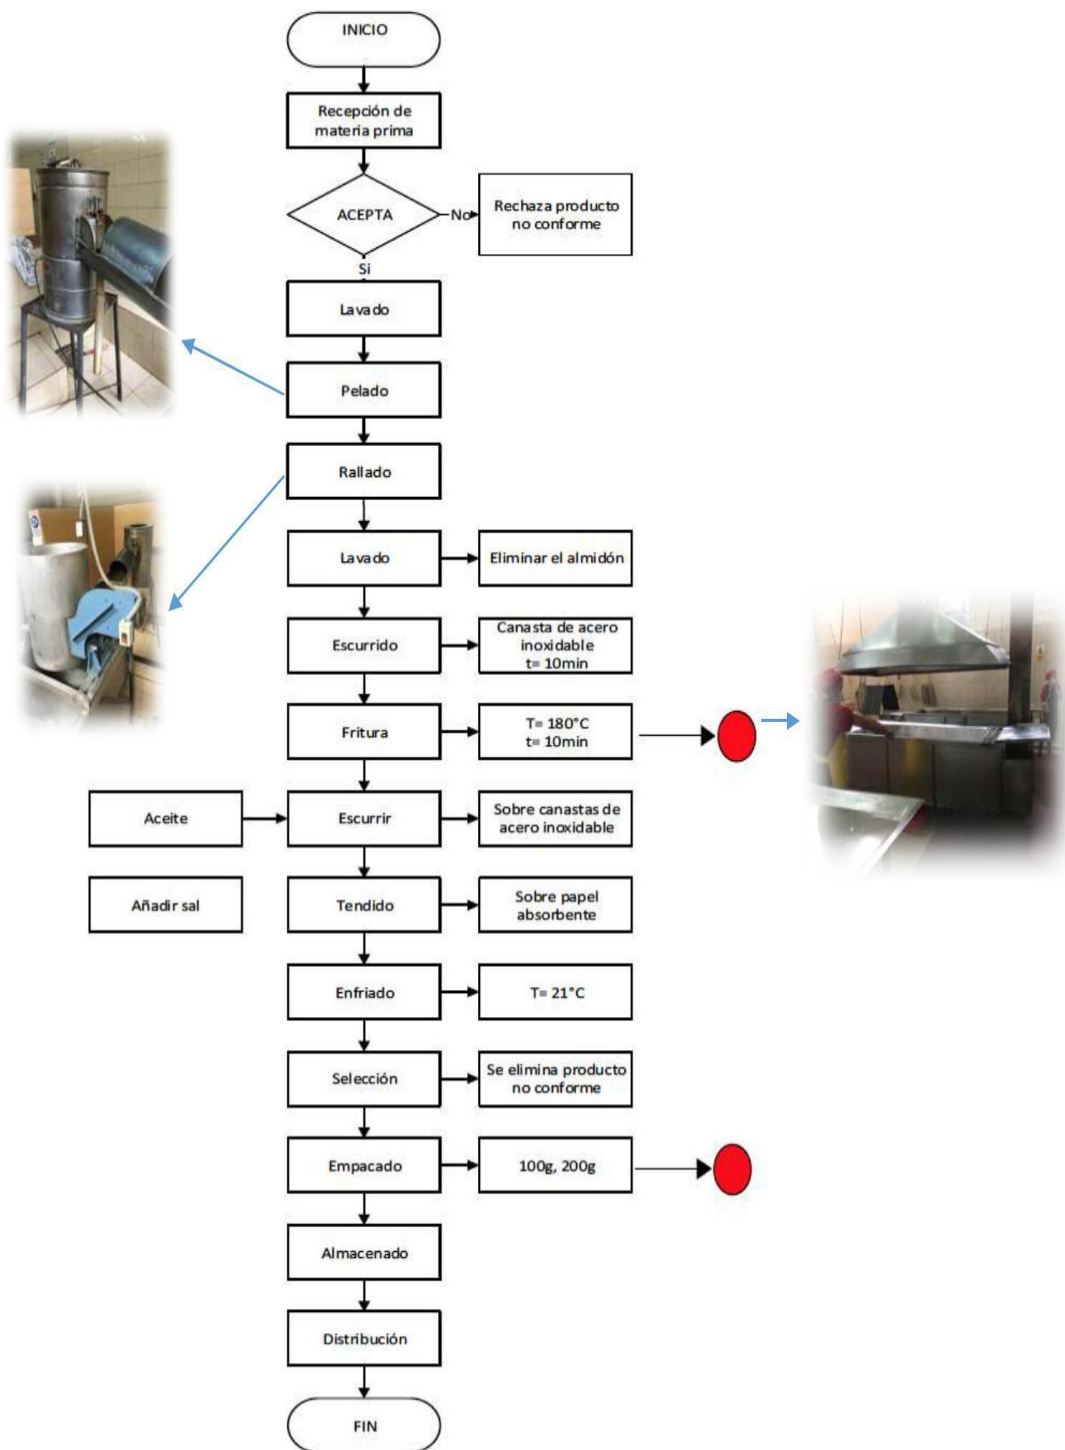 INICIO
Recepción de
materia prima
ACEPTA
No
Rechaza producto
no conforme
Si
Lavado
Pelado
Rallado
Lavado
Eliminar el almidón
Escurrido
Canasta de acero
inoxidable
t= 10min
Fritura
T= 180°C
t= 10min
Aceite
Escurrir
Sobre canastas de
acero inoxidable
Añadir sal
Tendido
Sobre papel
absorbente
Enfriado
T= 21°C
Selección
Se elimina producto
no conforme
Empacado
100g, 200g
Almacenado
Distribución
FIN